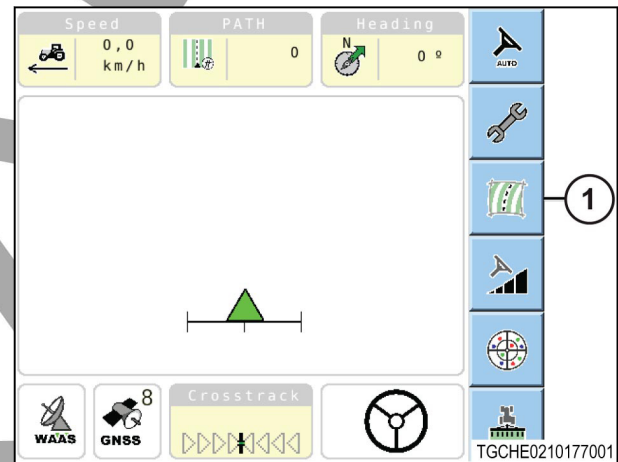 Speed
0,0
km/h
PATH
0
Heading
N
0 º
AUTO
1
WAAS
8
GNSS
Crosstrack
TGCHE0210177001